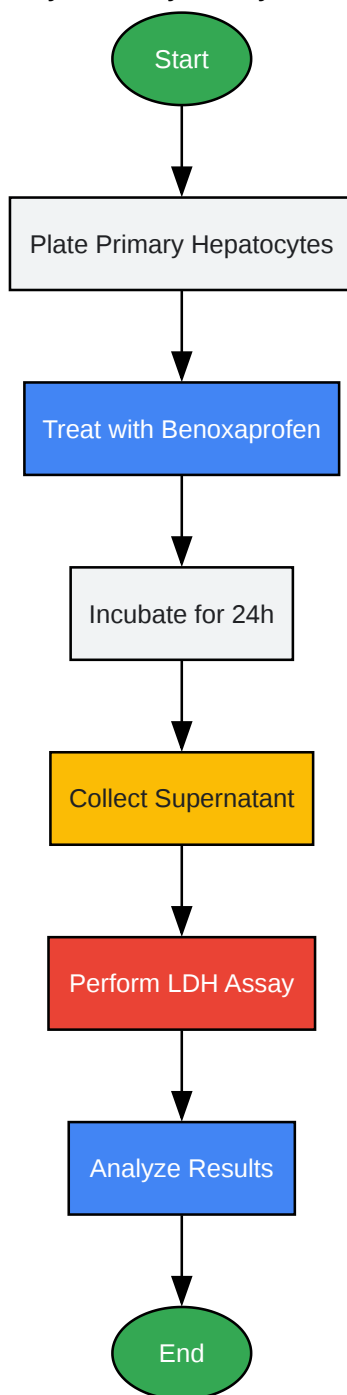 Start
Plate Primary Hepatocytes
Treat with Benoxaprofen
Incubate for 24h
Collect Supernatant
Perform LDH Assay
Analyze Results
End